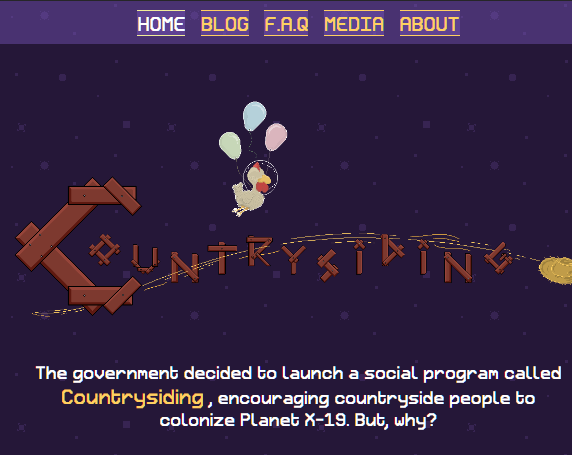 HOME BLOG F.A.Q MEDIA ABOUT
COUNTRYSIDING
The government decided to launch a social program called
Countrysiding , encouraging countryside people to
colonize Planet X-19. But, why?